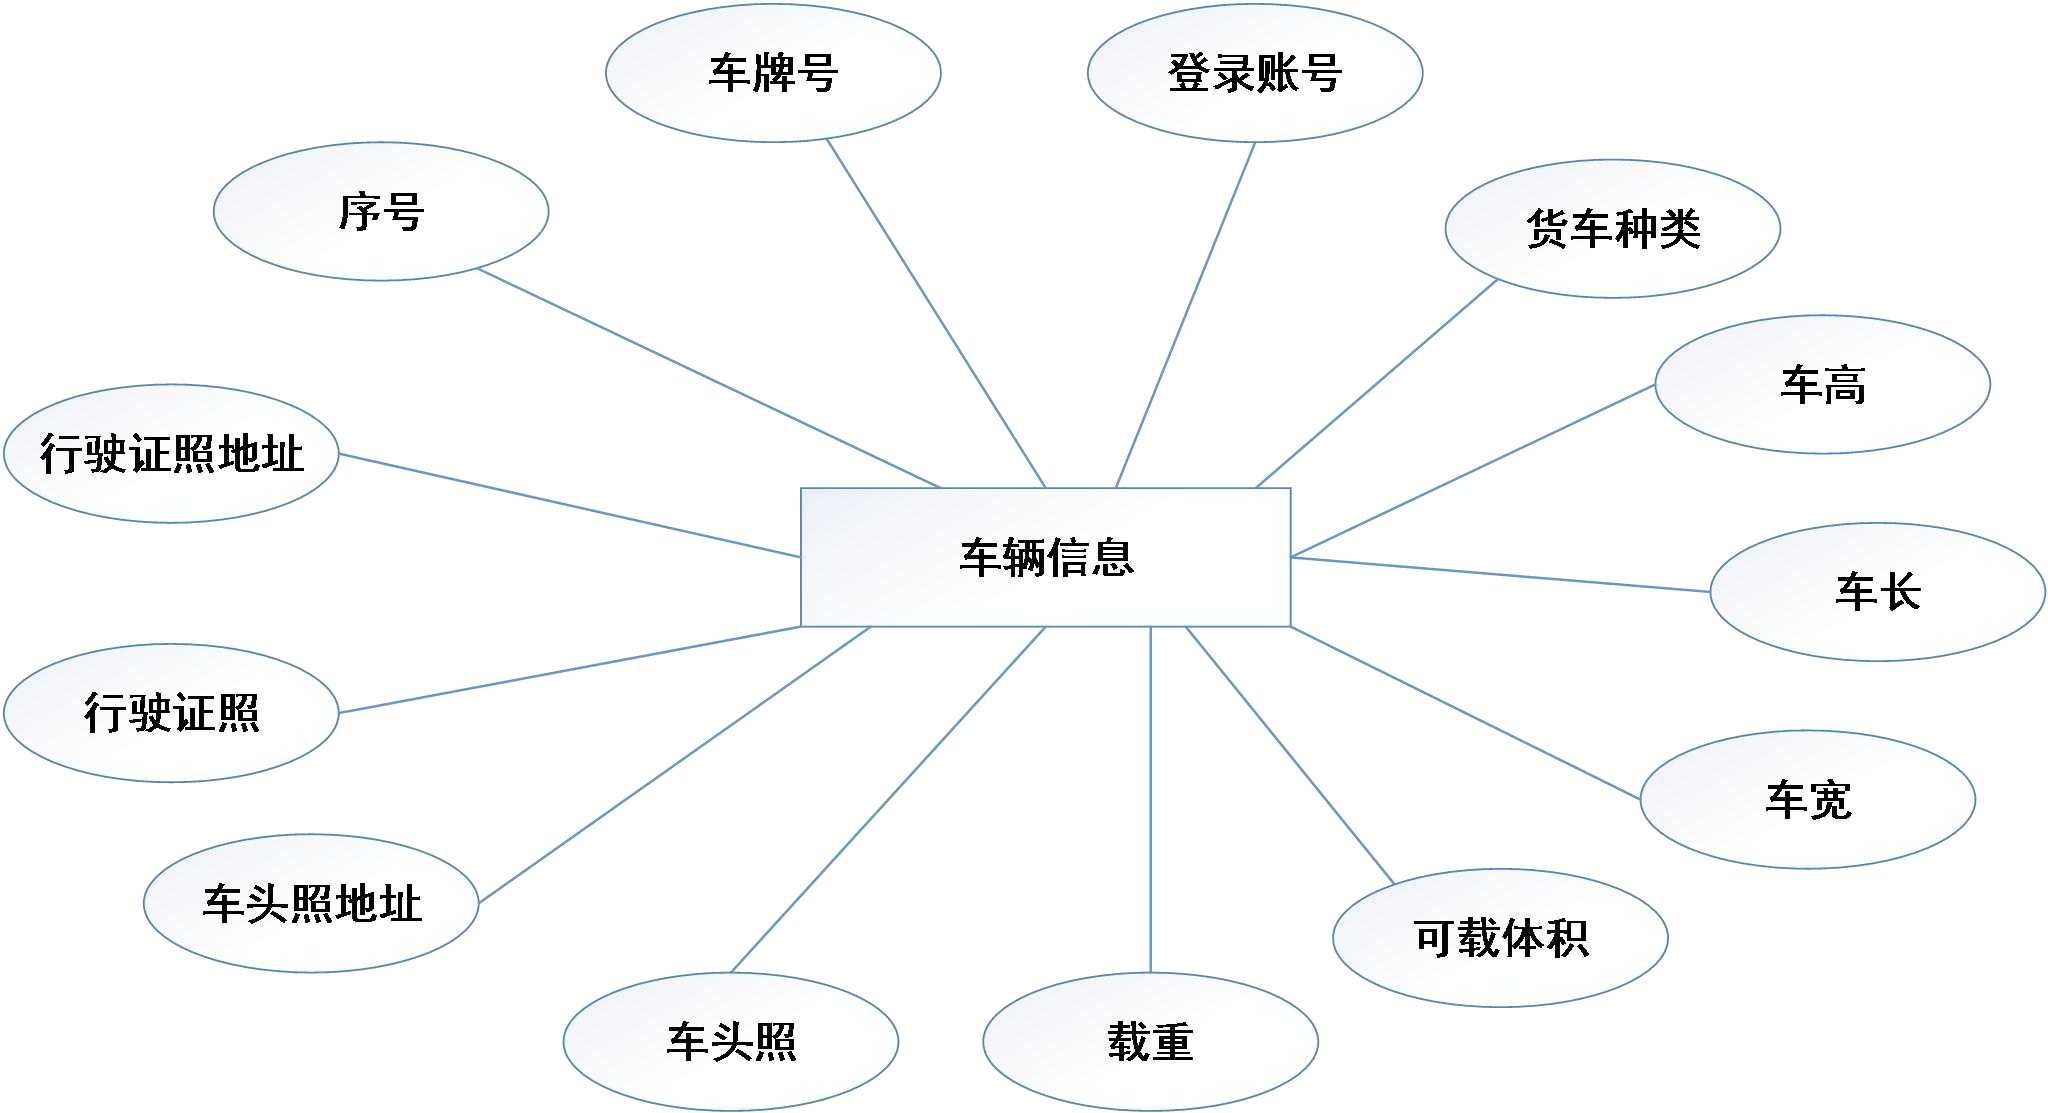 车牌号
登录账号
序号
货车种类
车高
行驶证照地址
车辆信息
车长
行驶证照
车宽
车头照地址
可载体积
车头照
载重